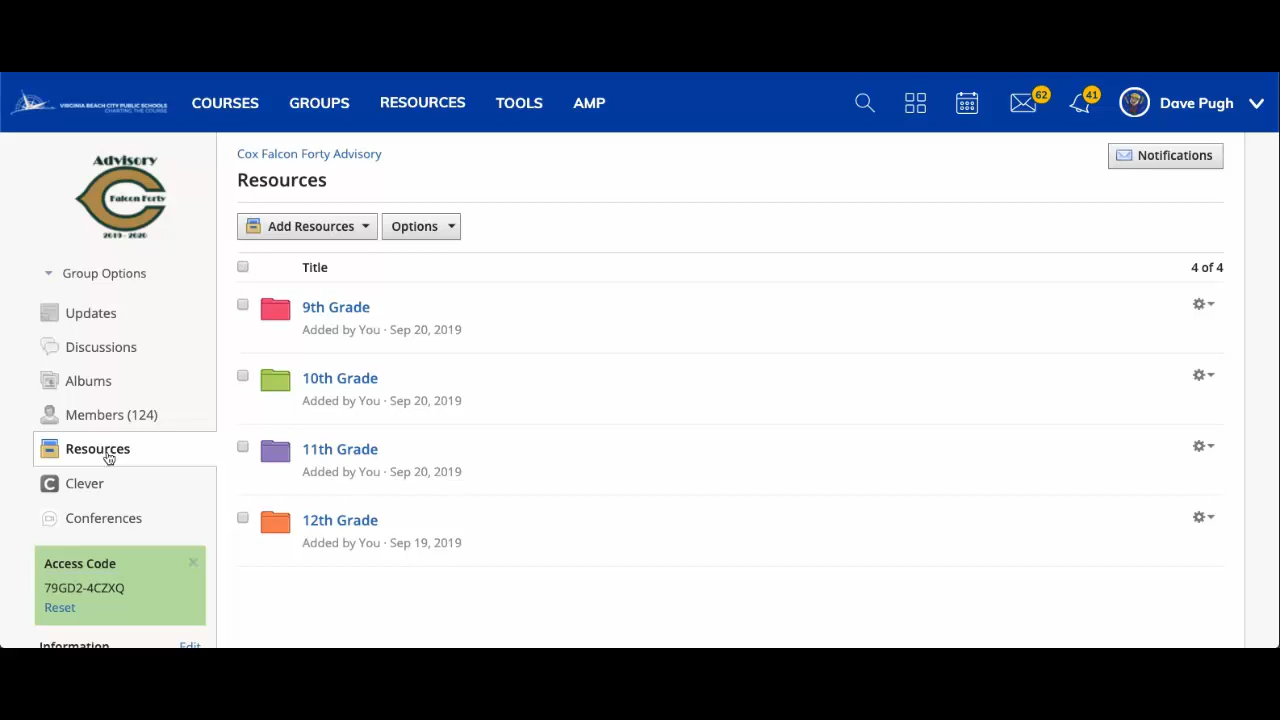 VIRGINIA BEACH CITY PUBLIC SCHOOLS
CHARTING THE COURSE
COURSES
GROUPS
RESOURCES
TOOLS
AMP
62
41
Dave Pugh
Advisory
Falcon Forty
2019 - 2020
Group Options
Updates
Discussions
Albums
Members (124)
Resources
Clever
Conferences
Access Code
79GD2-4CZXQ
Reset
Information
Edit
Cox Falcon Forty Advisory
Resources
Notifications
Add Resources
Options
Title
4 of 4
9th Grade
Added by You · Sep 20, 2019
10th Grade
Added by You · Sep 20, 2019
11th Grade
Added by You · Sep 20, 2019
12th Grade
Added by You · Sep 19, 2019